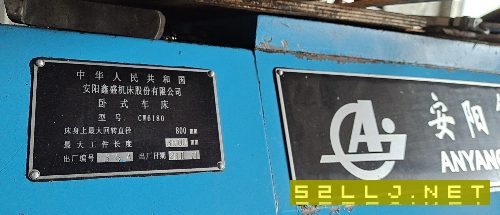 中华人民共和国
安阳鑫盛机床股份有限公司
卧式车床
型号: CW6180
床身上最大回转直径 800 mm
最大工件长度 mm
出厂编号 出厂日期
安阳
ANYANG
52LLJ.NET